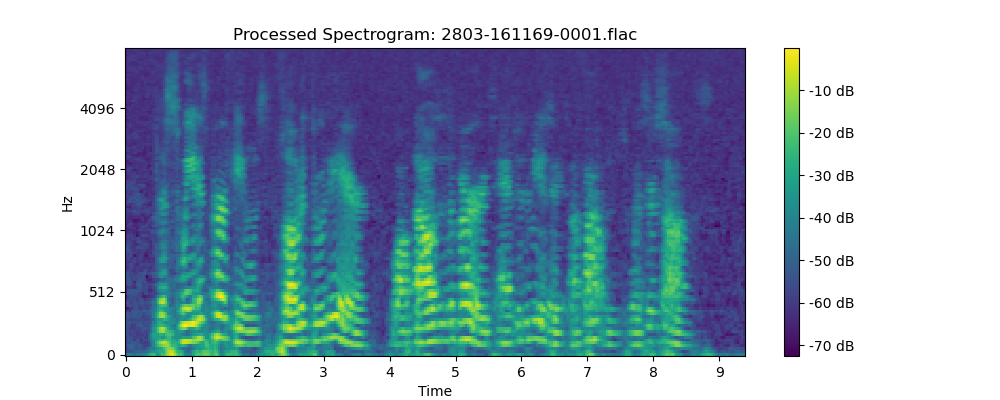 Processed Spectrogram: 2803-161169-0001.flac
Hz
4096
2048
1024
512
0
0 1 2 3 4 5 6 7 8 9
Time
-10 dB
-20 dB
-30 dB
-40 dB
-50 dB
-60 dB
-70 dB